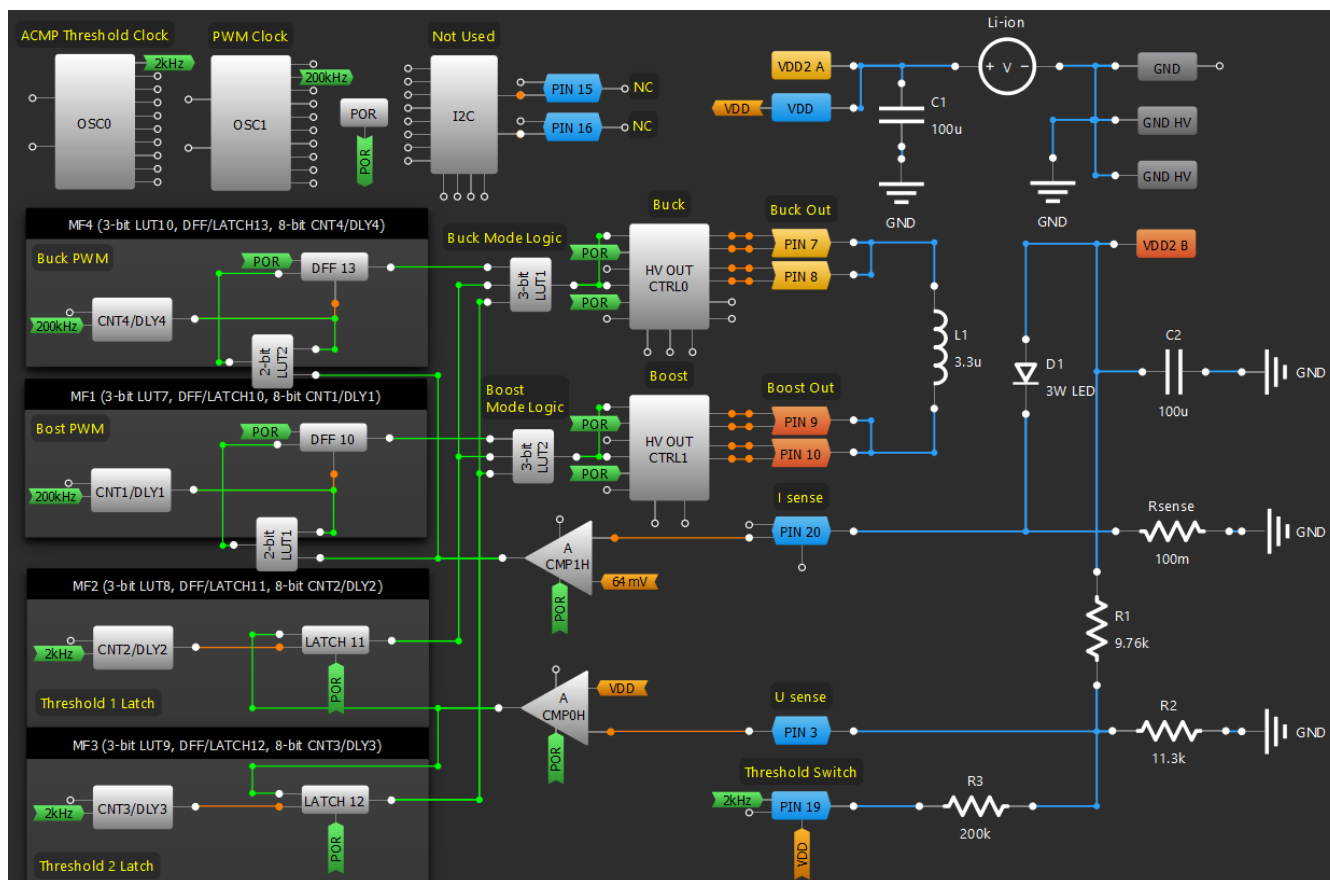 ACMP Threshold Clock
PWM Clock
Not Used
Li-ion
2kHz
200kHz
OSC0
OSC1
POR
POR
I2C
PIN 15
NC
PIN 16
NC
VDD2 A
VDD
VDD
C1
100u
+ V −
GND
GND HV
GND HV
GND
GND
MF4 (3-bit LUT10, DFF/LATCH13, 8-bit CNT4/DLY4)
Buck PWM
POR
DFF 13
200kHz
CNT4/DLY4
2-bit
LUT2
Buck Mode Logic
3-bit
LUT1
Buck
POR
POR
HV OUT
CTRL0
Buck Out
PIN 7
PIN 8
VDD2 B
L1
3.3u
D1
3W LED
C2
100u
GND
MF1 (3-bit LUT7, DFF/LATCH10, 8-bit CNT1/DLY1)
Bost PWM
POR
DFF 10
200kHz
CNT1/DLY1
2-bit
LUT1
Boost
Mode Logic
3-bit
LUT2
Boost
POR
POR
HV OUT
CTRL1
Boost Out
PIN 9
PIN 10
I sense
PIN 20
Rsense
100m
GND
A
CMP1H
64 mV
POR
MF2 (3-bit LUT8, DFF/LATCH11, 8-bit CNT2/DLY2)
2kHz
CNT2/DLY2
LATCH 11
POR
Threshold 1 Latch
R1
9.76k
A
CMP0H
VDD
POR
U sense
PIN 3
R2
11.3k
GND
MF3 (3-bit LUT9, DFF/LATCH12, 8-bit CNT3/DLY3)
2kHz
CNT3/DLY3
LATCH 12
POR
Threshold 2 Latch
Threshold Switch
2kHz
PIN 19
VDD
R3
200k